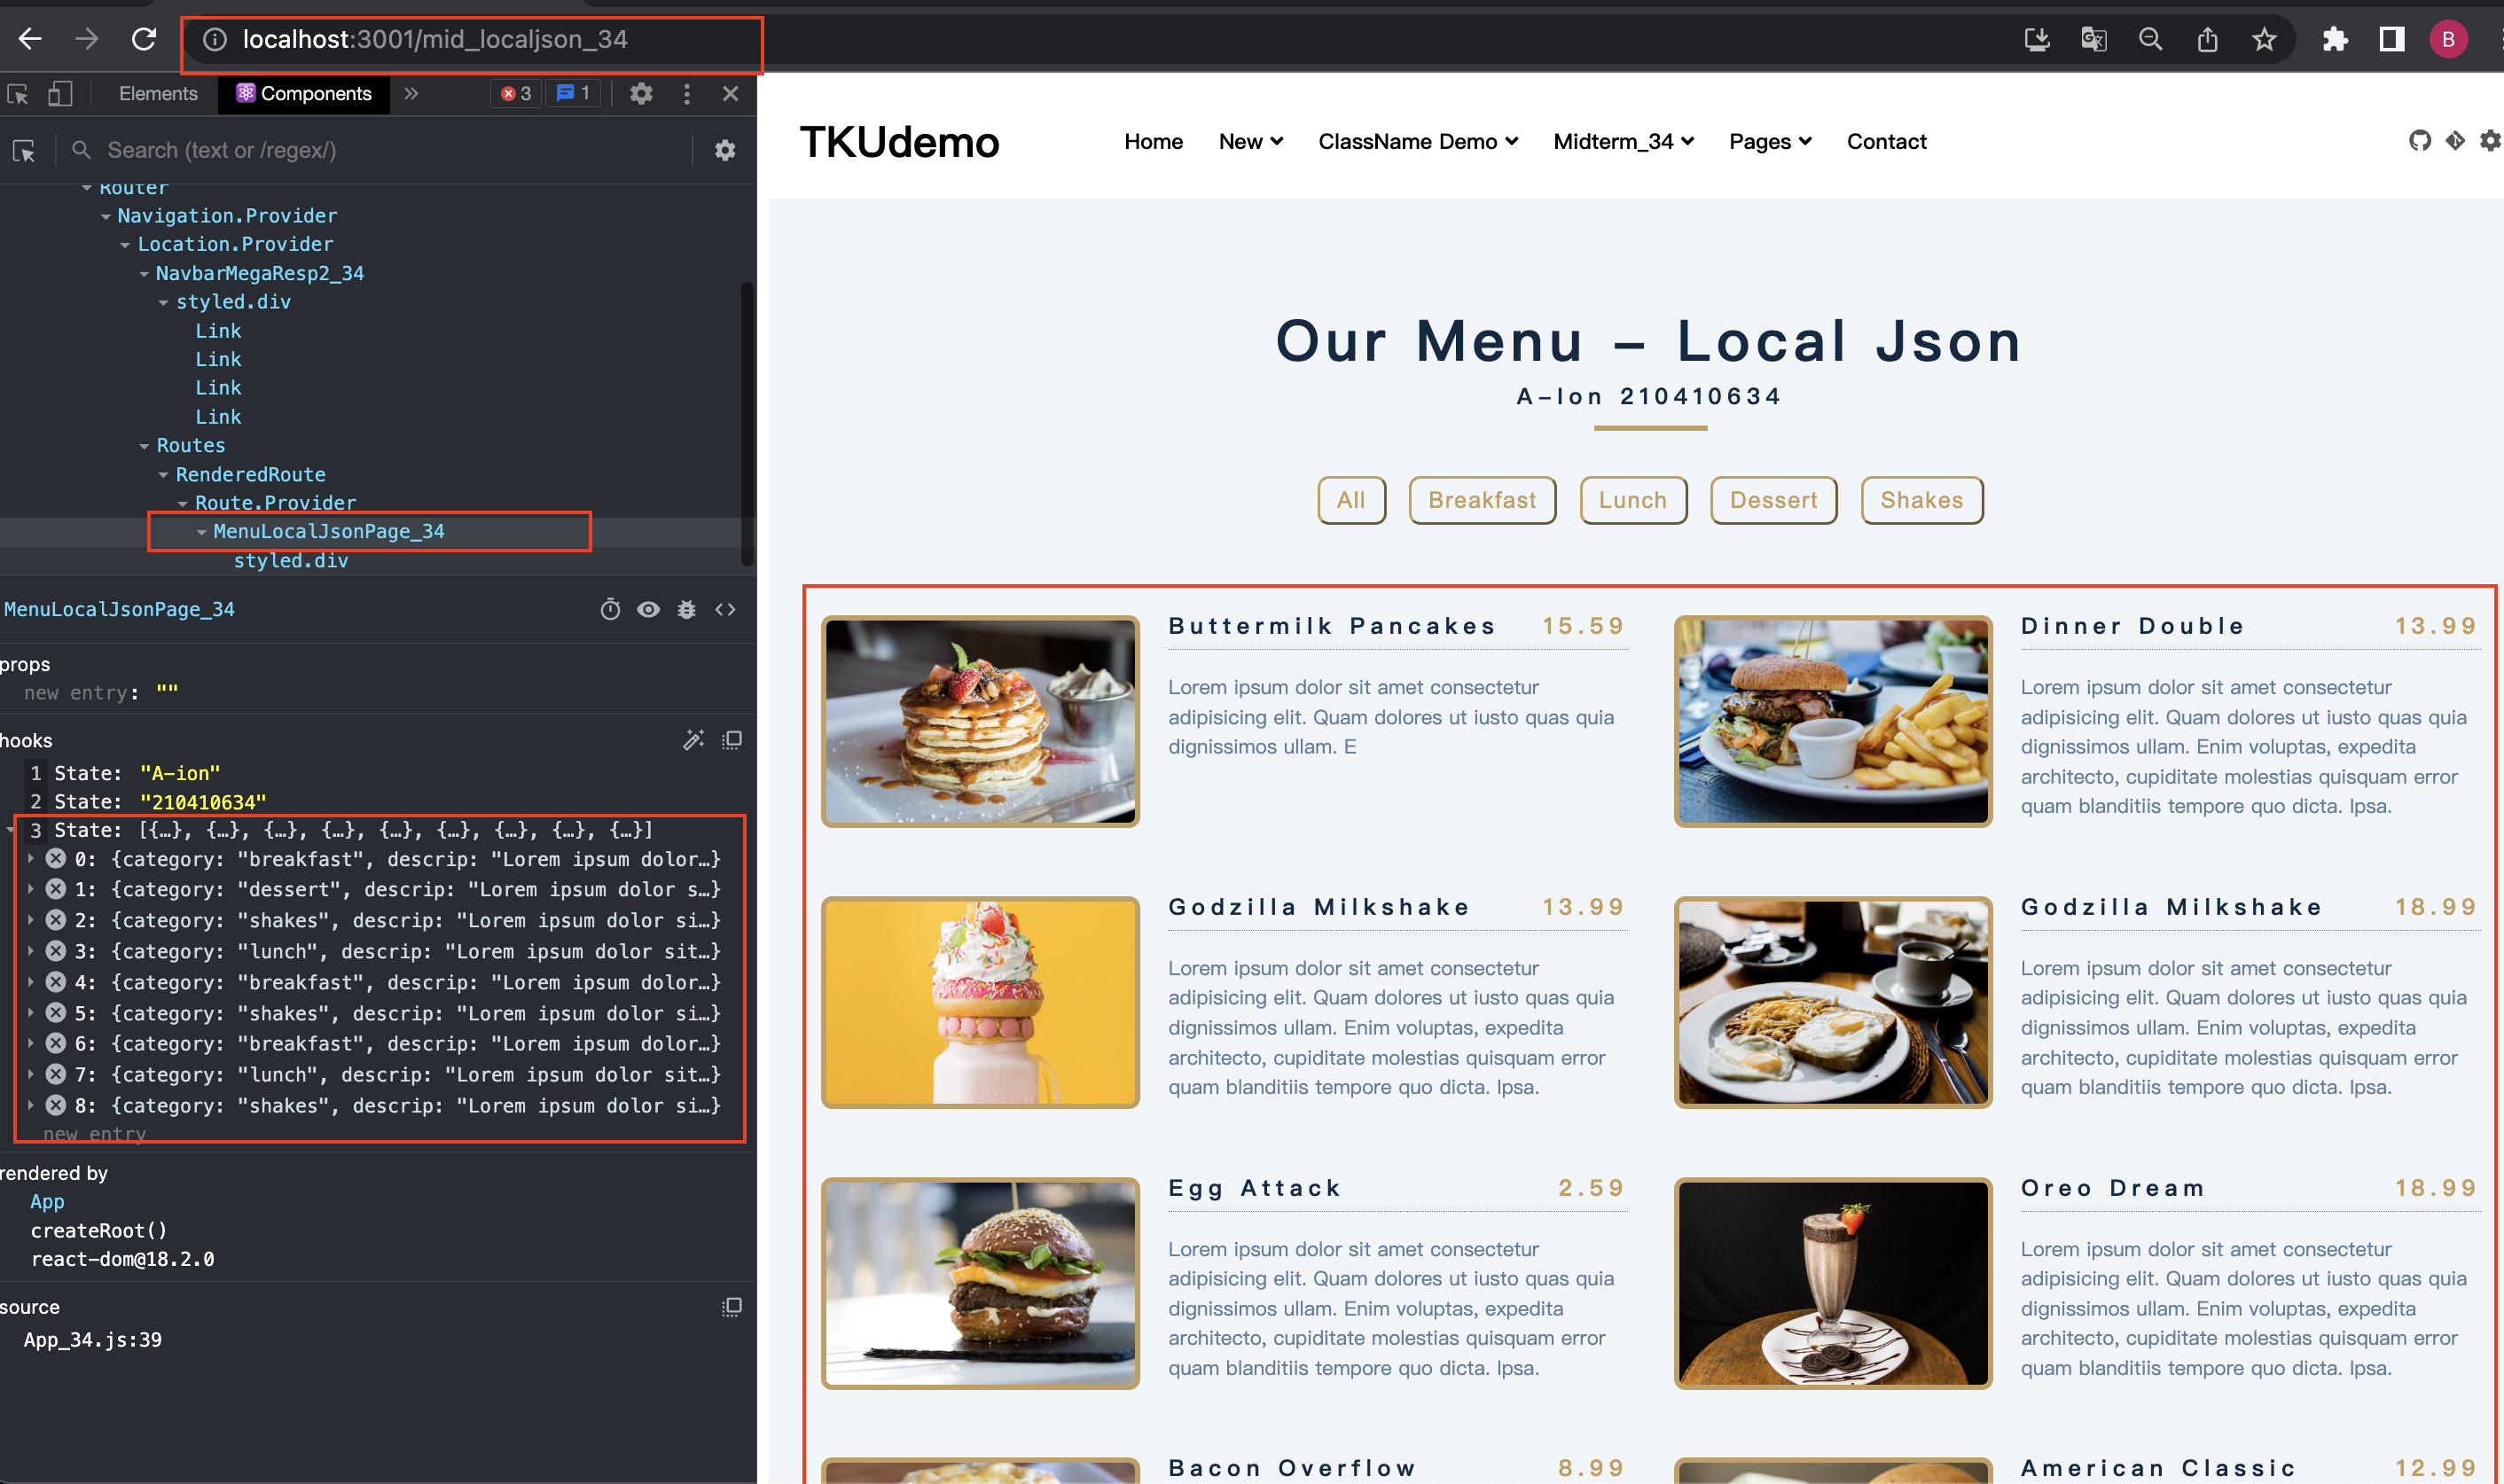 localhost:3001/mid_localjson_34
B
Elements
Components
3
1
Search (text or /regex/)
Router
Navigation.Provider
Location.Provider
NavbarMegaResp2_34
styled.div
Link
Link
Link
Link
Routes
RenderedRoute
Route.Provider
MenuLocalJsonPage_34
styled.div
MenuLocalJsonPage_34
props
new entry: ""
hooks
1 State: "A-ion"
2 State: "210410634"
3 State: [{…}, {…}, {…}, {…}, {…}, {…}, {…}, {…}, {…}]
0: {category: "breakfast", descrip: "Lorem ipsum dolor…}
1: {category: "dessert", descrip: "Lorem ipsum dolor s…}
2: {category: "shakes", descrip: "Lorem ipsum dolor si…}
3: {category: "lunch", descrip: "Lorem ipsum dolor sit…}
4: {category: "breakfast", descrip: "Lorem ipsum dolor…}
5: {category: "shakes", descrip: "Lorem ipsum dolor si…}
6: {category: "breakfast", descrip: "Lorem ipsum dolor…}
7: {category: "lunch", descrip: "Lorem ipsum dolor sit…}
8: {category: "shakes", descrip: "Lorem ipsum dolor si…}
new entry
rendered by
App
createRoot()
react-dom@18.2.0
source
App_34.js:39
TKUdemo
Home New ClassName Demo Midterm_34 Pages Contact
Our Menu – Local Json
A-Ion 210410634
All Breakfast Lunch Dessert Shakes
Buttermilk Pancakes 15.59
Lorem ipsum dolor sit amet consectetur
adipisicing elit. Quam dolores ut iusto quas quia
dignissimos ullam. E
Dinner Double 13.99
Lorem ipsum dolor sit amet consectetur
adipisicing elit. Quam dolores ut iusto quas quia
dignissimos ullam. Enim voluptas, expedita
architecto, cupiditate molestias quisquam error
quam blanditiis tempore quo dicta. Ipsa.
Godzilla Milkshake 13.99
Lorem ipsum dolor sit amet consectetur
adipisicing elit. Quam dolores ut iusto quas quia
dignissimos ullam. Enim voluptas, expedita
architecto, cupiditate molestias quisquam error
quam blanditiis tempore quo dicta. Ipsa.
Godzilla Milkshake 18.99
Lorem ipsum dolor sit amet consectetur
adipisicing elit. Quam dolores ut iusto quas quia
dignissimos ullam. Enim voluptas, expedita
architecto, cupiditate molestias quisquam error
quam blanditiis tempore quo dicta. Ipsa.
Egg Attack 2.59
Lorem ipsum dolor sit amet consectetur
adipisicing elit. Quam dolores ut iusto quas quia
dignissimos ullam. Enim voluptas, expedita
architecto, cupiditate molestias quisquam error
quam blanditiis tempore quo dicta. Ipsa.
Oreo Dream 18.99
Lorem ipsum dolor sit amet consectetur
adipisicing elit. Quam dolores ut iusto quas quia
dignissimos ullam. Enim voluptas, expedita
architecto, cupiditate molestias quisquam error
quam blanditiis tempore quo dicta. Ipsa.
Bacon Overflow 8.99
American Classic 12.99